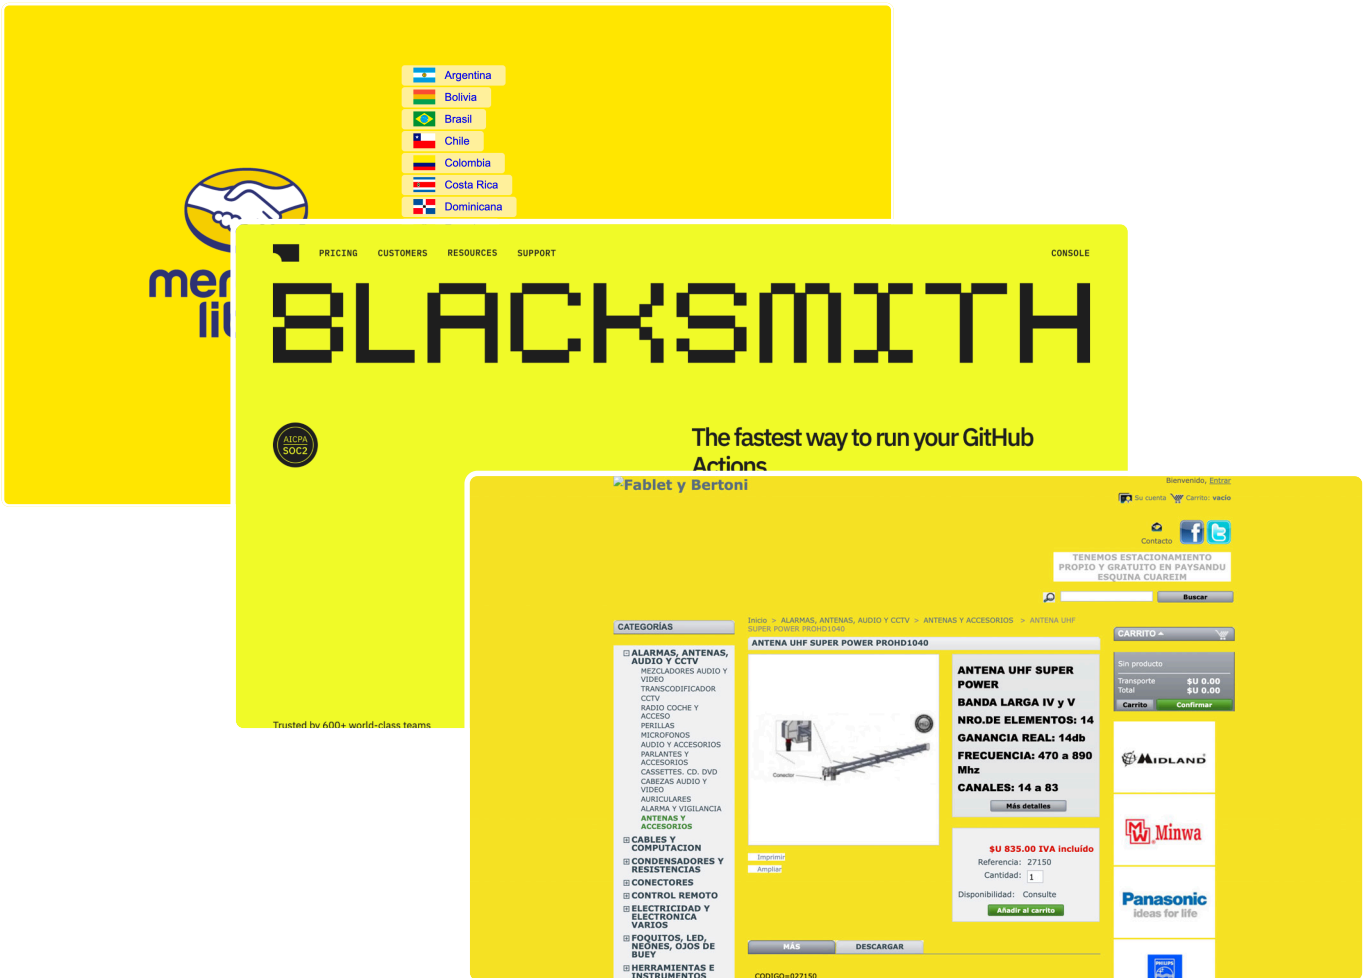 Argentina
Bolivia
Brasil
Chile
Colombia
Costa Rica
Dominicana
PRICING CUSTOMERS RESOURCES SUPPORT CONSOLE
BLACKSMITH
AICPA
SOC2
The fastest way to run your GitHub
Actions
Trusted by 600+ world-class teams
Fablet y Bertoni
Bienvenido, Entrar
Su cuenta Carrito: vacío
Contacto
TENEMOS ESTACIONAMIENTO
PROPIO Y GRATUITO EN PAYSANDU
ESQUINA CUAREIM
Buscar
CATEGORÍAS
ALARMAS, ANTENAS,
AUDIO Y CCTV
MEZCLADORES AUDIO Y
VIDEO
TRANSCODIFICADOR
CCTV
RADIO COCHE Y
ACCESO
PERILLAS
MICROFONOS
AUDIO Y ACCESORIOS
PARLANTES Y
ACCESORIOS
CASSETTES. CD. DVD
CABEZAS AUDIO Y
VIDEO
AURICULARES
ALARMA Y VIGILANCIA
ANTENAS Y
ACCESORIOS
CABLES Y
COMPUTACION
CONDENSADORES Y
RESISTENCIAS
CONECTORES
CONTROL REMOTO
ELECTRICIDAD Y
ELECTRONICA
VARIOS
FOQUITOS, LED,
NEONES, OJOS DE
BUEY
HERRAMIENTAS E
INSTRUMENTOS
Inicio > ALARMAS, ANTENAS, AUDIO Y CCTV > ANTENAS Y ACCESORIOS > ANTENA UHF
SUPER POWER PROHD1040
ANTENA UHF SUPER POWER PROHD1040
Conector
Imprimir
Ampliar
ANTENA UHF SUPER
POWER
BANDA LARGA IV y V
NRO.DE ELEMENTOS: 14
GANANCIA REAL: 14db
FRECUENCIA: 470 a 890
Mhz
CANALES: 14 a 83
Más detalles
$U 835.00 IVA incluído
Referencia: 27150
Cantidad: 1
Disponibilidad: Consulte
Añadir al carrito
MÁS DESCARGAR
CODIGO=027150
CARRITO
Sin producto
Transporte $U 0.00
Total $U 0.00
Carrito Confirmar
MIDLAND
Minwa
Panasonic
ideas for life
PHILIPS